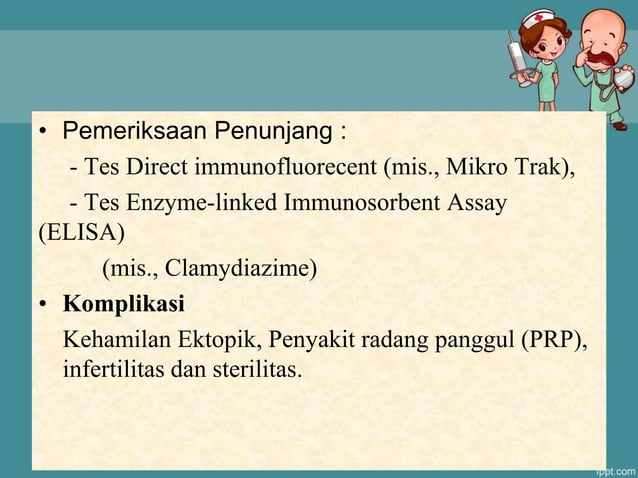 • Pemeriksaan Penunjang :
- Tes Direct immunofluorecent (mis., Mikro Trak),
- Tes Enzyme-linked Immunosorbent Assay
(ELISA)
(mis., Clamydiazime)
• Komplikasi
Kehamilan Ektopik, Penyakit radang panggul (PRP),
infertilitas dan sterilitas.
fppt.com